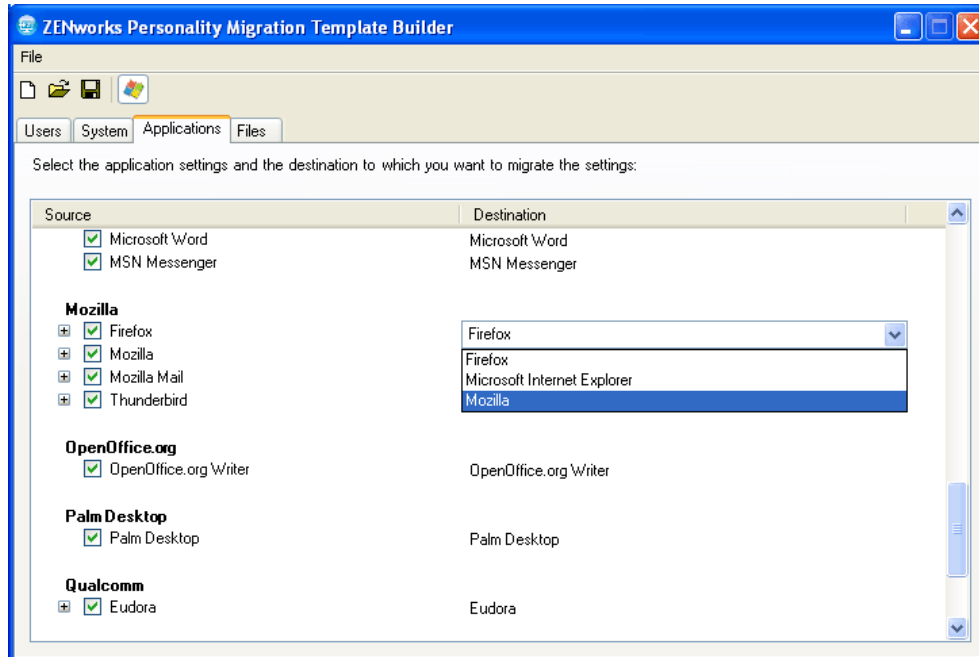 ZENworks Personality Migration Template Builder
File
Users System Applications Files
Select the application settings and the destination to which you want to migrate the settings:
Source Destination
Microsoft Word Microsoft Word
MSN Messenger MSN Messenger
Mozilla
Firefox Firefox
Mozilla Firefox
Mozilla Mail Microsoft Internet Explorer
Thunderbird Mozilla
OpenOffice.org
OpenOffice.org Writer OpenOffice.org Writer
Palm Desktop
Palm Desktop Palm Desktop
Qualcomm
Eudora Eudora